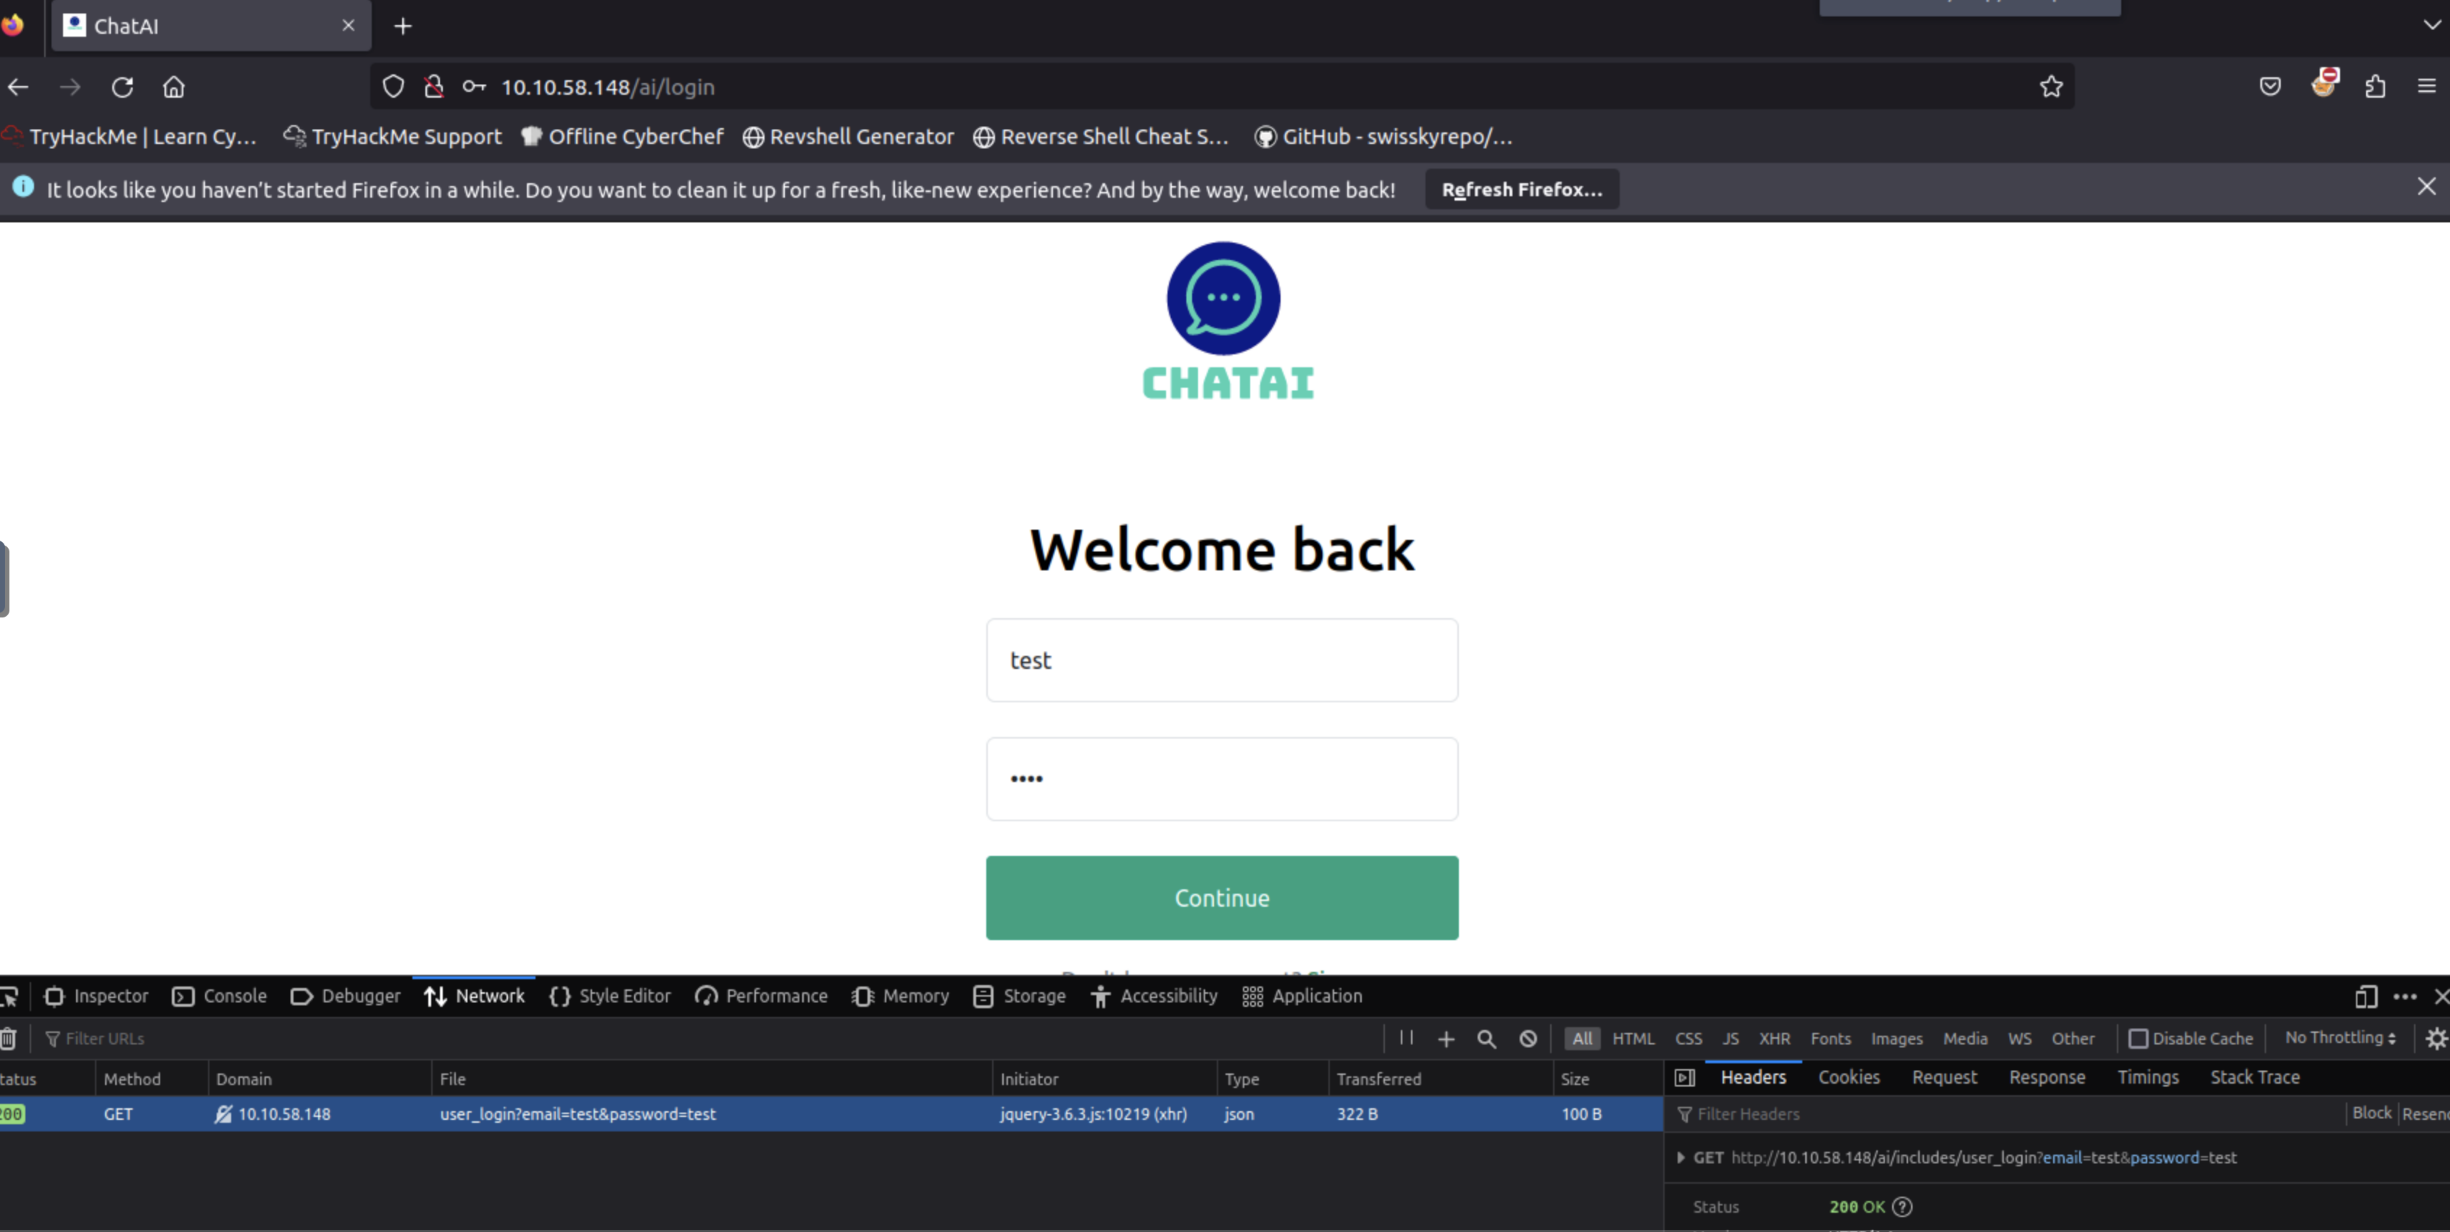 ChatAI
10.10.58.148/ai/login
TryHackMe | Learn Cy... TryHackMe Support Offline CyberChef Revshell Generator Reverse Shell Cheat S... GitHub - swisskyrepo/...
It looks like you haven't started Firefox in a while. Do you want to clean it up for a fresh, like-new experience? And by the way, welcome back! Refresh Firefox...
CHATAI
Welcome back
test
••••
Continue
Inspector Console Debugger Network Style Editor Performance Memory Storage Accessibility Application
Filter URLs All HTML CSS JS XHR Fonts Images Media WS Other Disable Cache No Throttling
tatus Method Domain File Initiator Type Transferred Size Headers Cookies Request Response Timings Stack Trace
200 GET 10.10.58.148 user_login?email=test&password=test jquery-3.6.3.js:10219 (xhr) json 322 B 100 B Filter Headers Block Resen
GET http://10.10.58.148/ai/includes/user_login?email=test&password=test
Status 200 OK